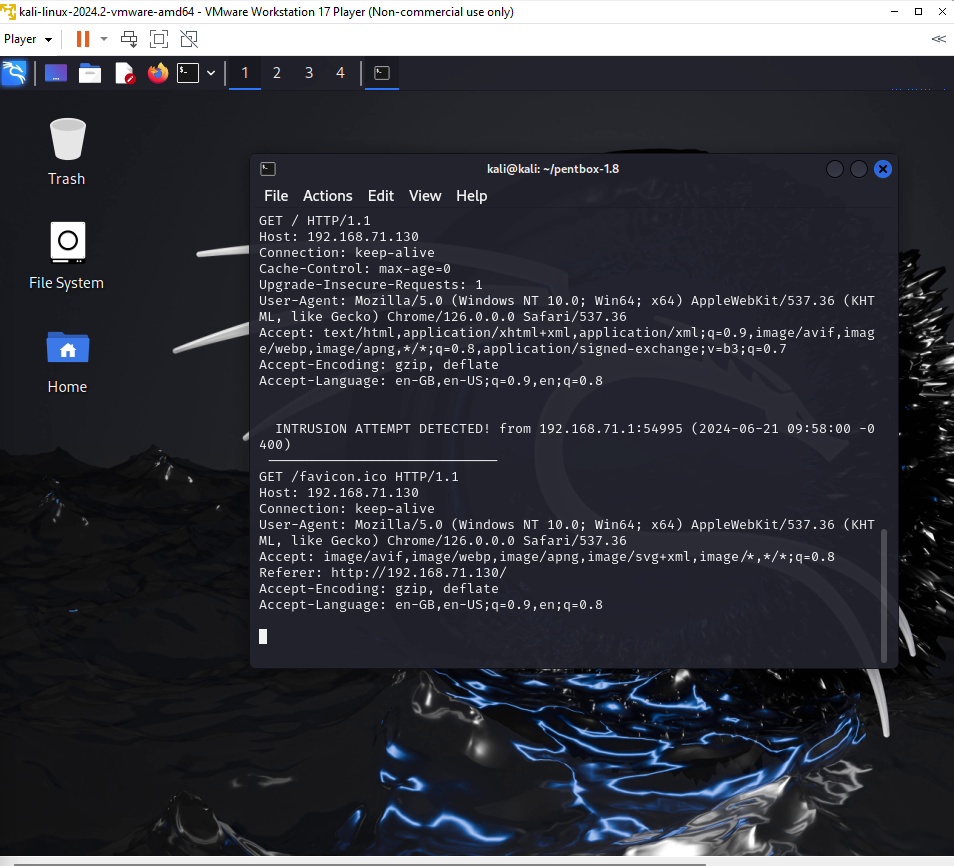 kali-linux-2024.2-vmware-amd64 - VMware Workstation 17 Player (Non-commercial use only)
Player
1 2 3 4
Trash
File System
Home
kali@kali: ~/pentbox-1.8
File Actions Edit View Help
GET / HTTP/1.1
Host: 192.168.71.130
Connection: keep-alive
Cache-Control: max-age=0
Upgrade-Insecure-Requests: 1
User-Agent: Mozilla/5.0 (Windows NT 10.0; Win64; x64) AppleWebKit/537.36 (KHT
ML, like Gecko) Chrome/126.0.0.0 Safari/537.36
Accept: text/html,application/xhtml+xml,application/xml;q=0.9,image/avif,imag
e/webp,image/apng,*/*;q=0.8,application/signed-exchange;v=b3;q=0.7
Accept-Encoding: gzip, deflate
Accept-Language: en-GB,en-US;q=0.9,en;q=0.8
INTRUSION ATTEMPT DETECTED! from 192.168.71.1:54995 (2024-06-21 09:58:00 -0
400)
GET /favicon.ico HTTP/1.1
Host: 192.168.71.130
Connection: keep-alive
User-Agent: Mozilla/5.0 (Windows NT 10.0; Win64; x64) AppleWebKit/537.36 (KHT
ML, like Gecko) Chrome/126.0.0.0 Safari/537.36
Accept: image/avif,image/webp,image/apng,image/svg+xml,image/*,*/*;q=0.8
Referer: http://192.168.71.130/
Accept-Encoding: gzip, deflate
Accept-Language: en-GB,en-US;q=0.9,en;q=0.8